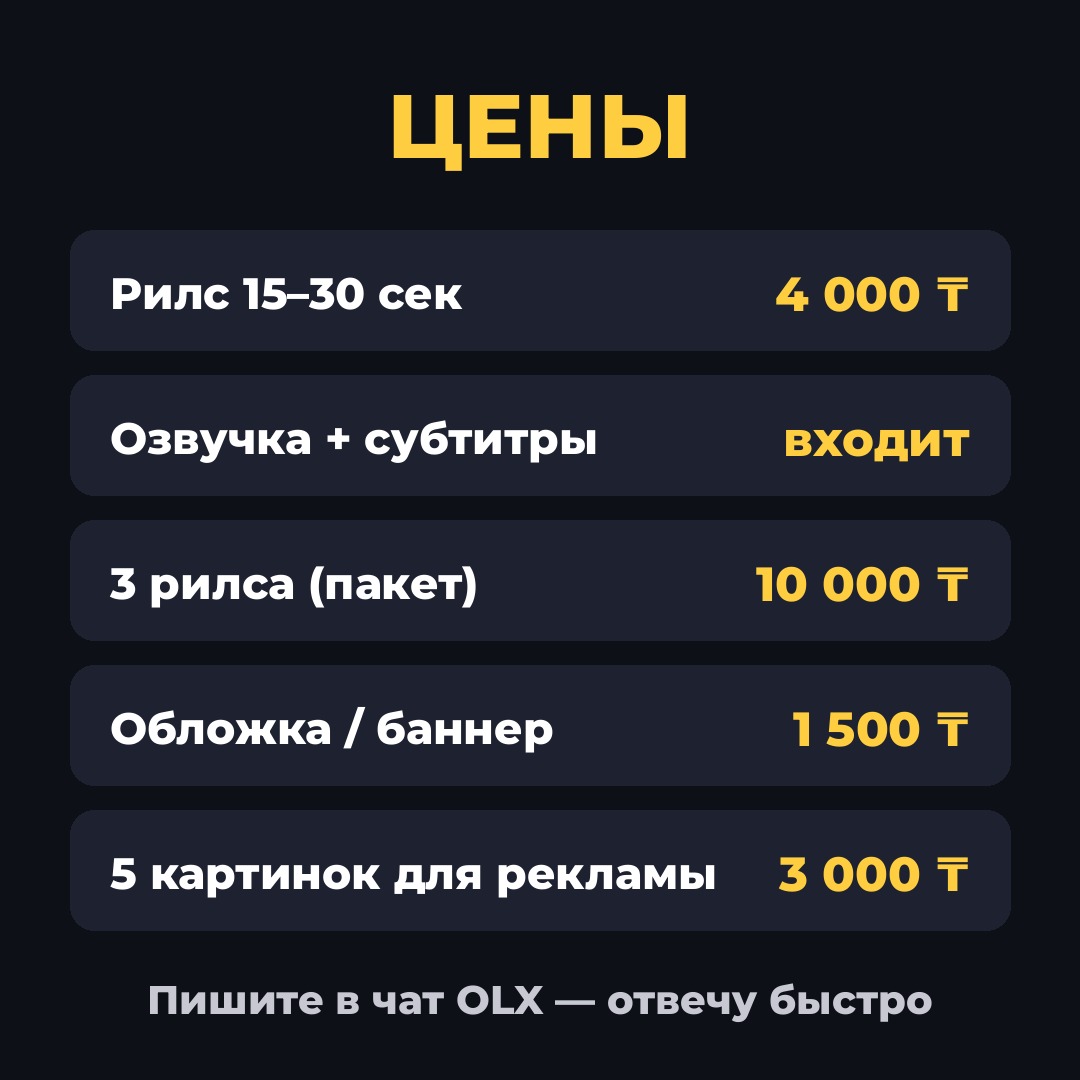 ЦЕНЫ
Рилс 15–30 сек 4 000 ₸
Озвучка + субтитры входит
3 рилса (пакет) 10 000 ₸
Обложка / баннер 1 500 ₸
5 картинок для рекламы 3 000 ₸
Пишите в чат OLX — отвечу быстро